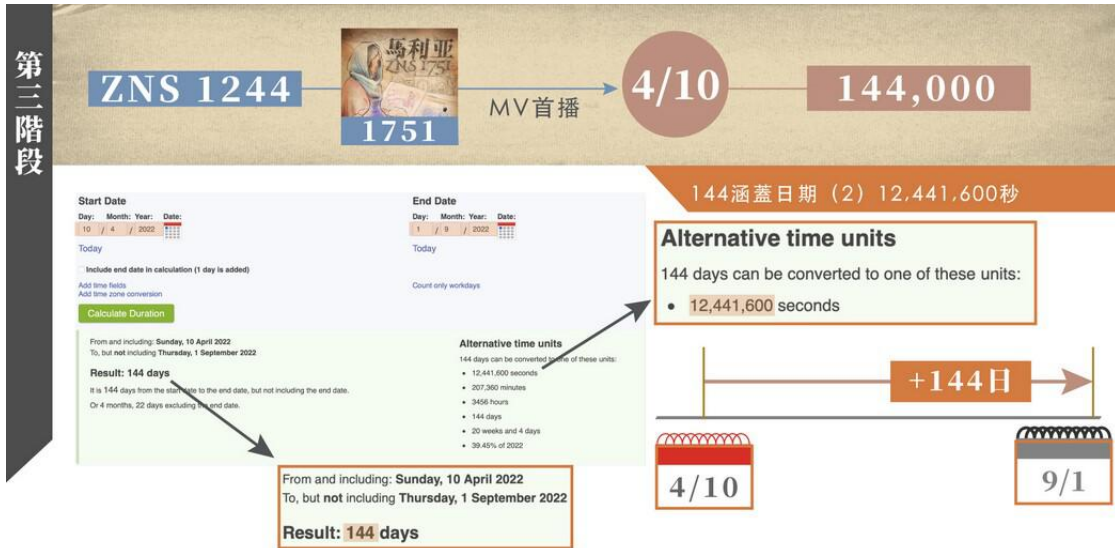 第三階段
ZNS 1244
馬利亞
ZNS 1751
1751
MV首播
4/10
144,000
144涵蓋日期（2）12,441,600秒
Start Date
Day: Month: Year: Date:
10 / 4 / 2022
Today
Include end date in calculation (1 day is added)
Add time fields
Add time zone conversion
Calculate Duration
End Date
Day: Month: Year: Date:
1 / 9 / 2022
Today
Count only workdays
From and including: Sunday, 10 April 2022
To, but not including Thursday, 1 September 2022
Result: 144 days
It is 144 days from the start date to the end date, but not including the end date.
Or 4 months, 22 days excluding the end date.
Alternative time units
144 days can be converted to one of these units:
• 12,441,600 seconds
• 207,360 minutes
• 3456 hours
• 144 days
• 20 weeks and 4 days
• 39.45% of 2022
Alternative time units
144 days can be converted to one of these units:
• 12,441,600 seconds
From and including: Sunday, 10 April 2022
To, but not including Thursday, 1 September 2022
Result: 144 days
+144日
4/10
9/1